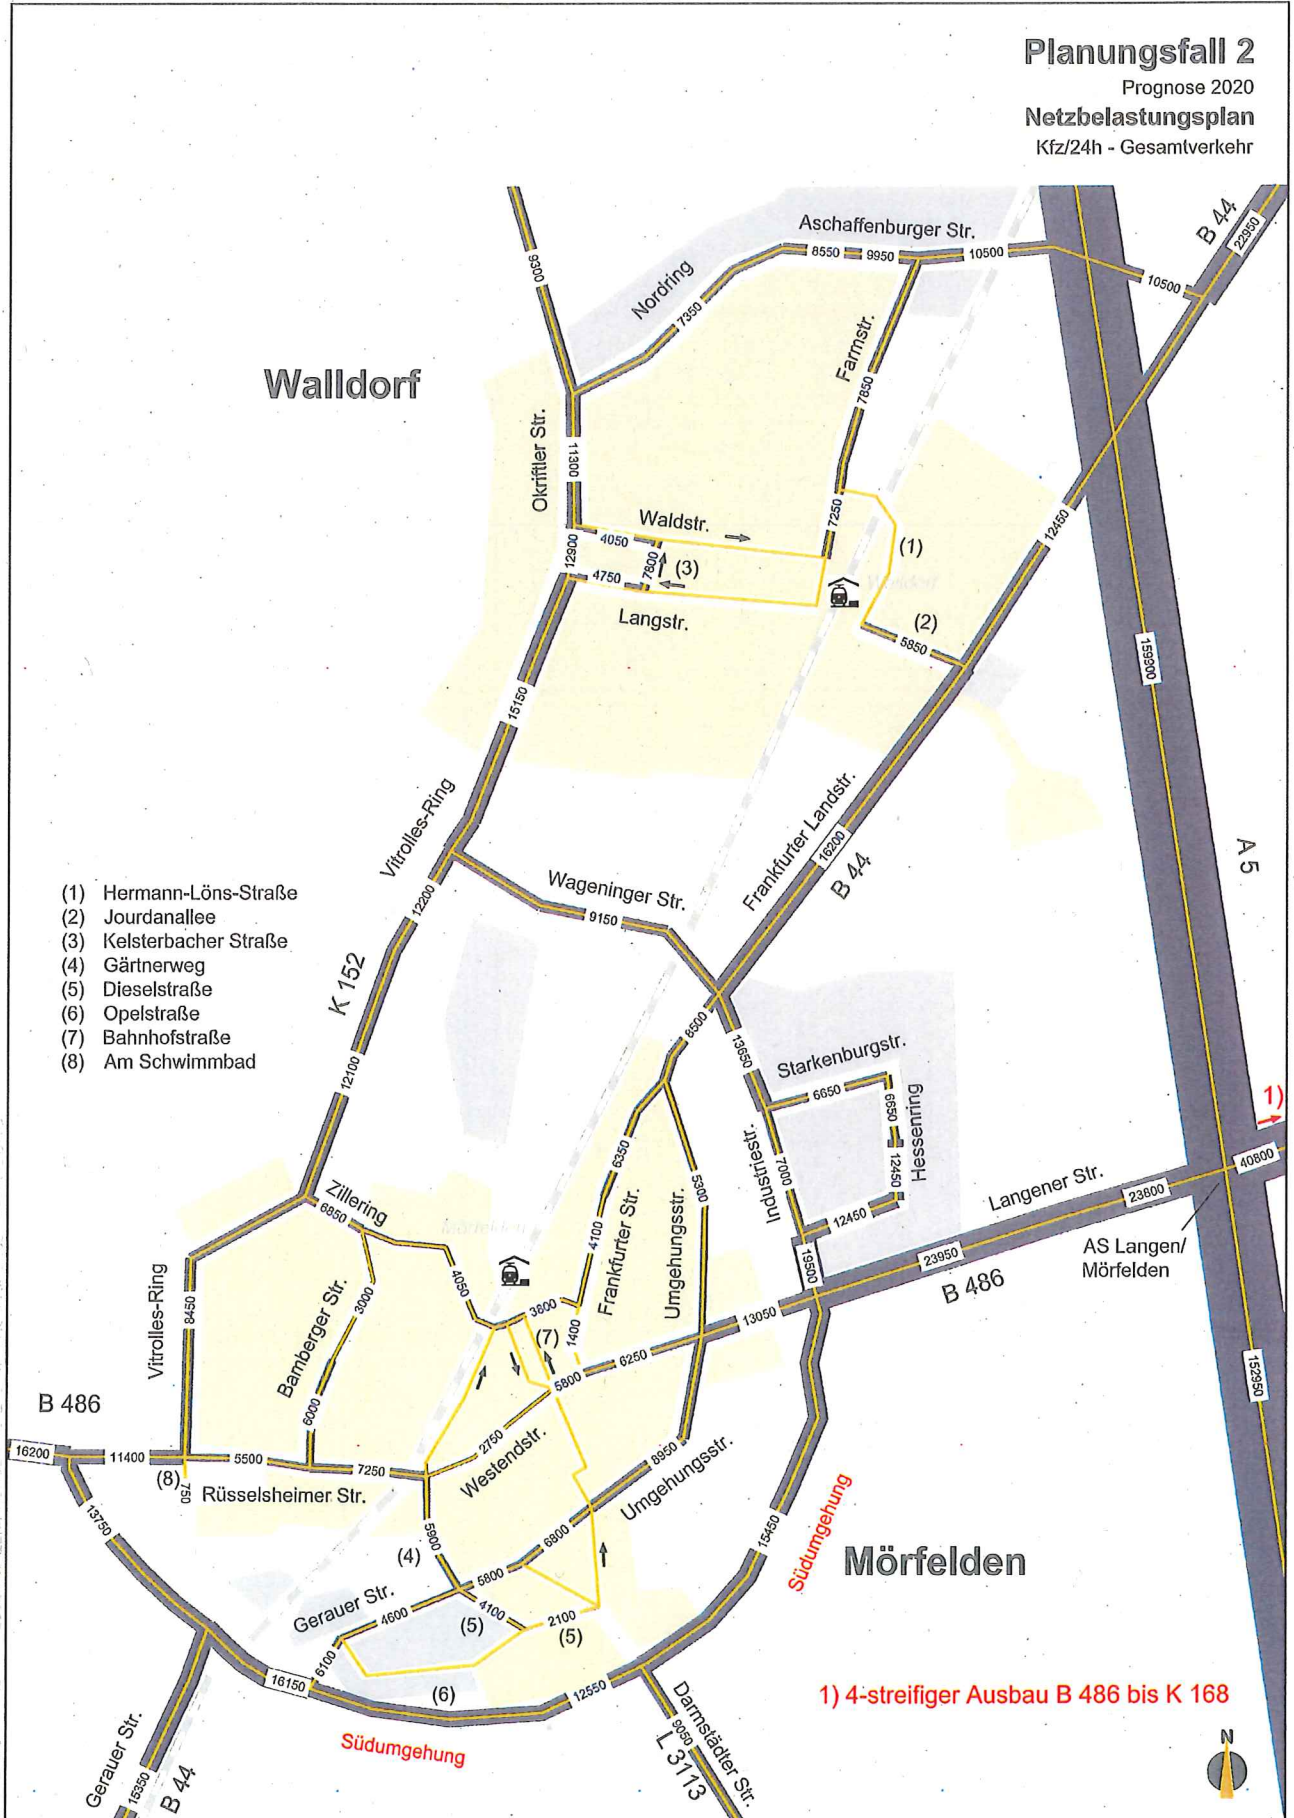 Planungsfall 2
Prognose 2020
Netzbelastungsplan
Kfz/24h - Gesamtverkehr
B 44
22950
Aschaffenburger Str.
8550
9950
10500
10500
9300
Nordring
7350
Farmstr.
7850
Walldorf
Okriftler Str.
11300
7250
Waldstr.
4050
12900
7800
(3)
4750
Langstr.
(1)
(2)
5850
12450
159900
15150
Vitrolles-Ring
Frankfurter Landstr.
16200
B 44
A 5
12200
Wageninger Str.
9150
(1) Hermann-Löns-Straße
(2) Jourdanallee
(3) Kelsterbacher Straße
(4) Gärtnerweg
(5) Dieselstraße
(6) Opelstraße
(7) Bahnhofstraße
(8) Am Schwimmbad
K 152
12100
8500
13650
Starkenburgstr.
6650
6650
Hessenring
12450
12450
Industriestr.
7000
19500
1)
40800
Langener Str.
23800
23950
B 486
AS Langen/
Mörfelden
6350
4100
Frankfurter Str.
5300
Umgehungsstr.
Zillering
6850
4050
3800
1400
(7)
13050
6250
5800
Vitrolles-Ring
8450
Bamberger Str.
3000
6000
152950
B 486
16200
11400
5500
7250
(8)
750
Rüsselsheimer Str.
2750
Westendstr.
8950
Umgehungsstr.
13750
5900
(4)
6800
5800
15450
Südumgehung
Mörfelden
Gerauer Str.
4600
4100
(5)
2100
(5)
6100
16150
(6)
12550
Südumgehung
Gerauer Str.
15350
B 44
Darmstädter Str.
9050
L 3113
1) 4-streifiger Ausbau B 486 bis K 168
N